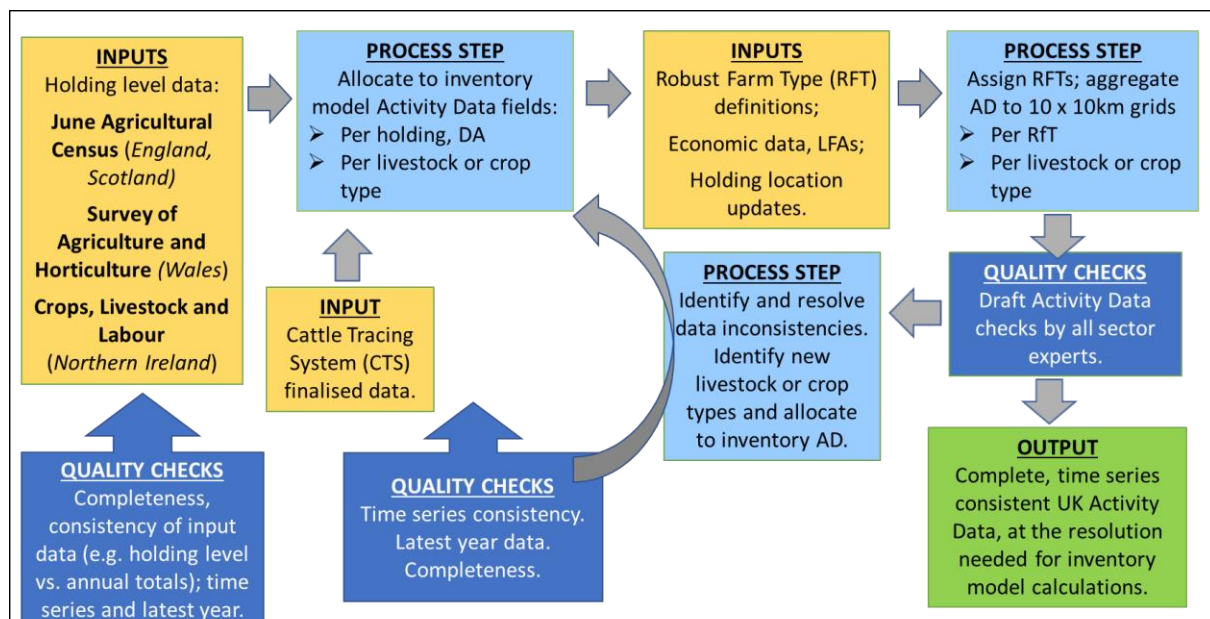 INPUTS
Holding level data:
June Agricultural
Census (England,
Scotland)
Survey of
Agriculture and
Horticulture (Wales)
Crops, Livestock and
Labour
(Northern Ireland)
PROCESS STEP
Allocate to inventory
model Activity Data fields:
➢ Per holding, DA
➢ Per livestock or crop
type
INPUTS
Robust Farm Type (RFT)
definitions;
Economic data, LFAs;
Holding location
updates.
PROCESS STEP
Assign RFTs; aggregate
AD to 10 x 10km grids
➢ Per RfT
➢ Per livestock or crop
type
INPUT
Cattle Tracing
System (CTS)
finalised data.
PROCESS STEP
Identify and resolve
data inconsistencies.
Identify new
livestock or crop
types and allocate
to inventory AD.
QUALITY CHECKS
Draft Activity Data
checks by all sector
experts.
QUALITY CHECKS
Completeness,
consistency of input
data (e.g. holding level
vs. annual totals); time
series and latest year.
QUALITY CHECKS
Time series consistency.
Latest year data.
Completeness.
OUTPUT
Complete, time series
consistent UK Activity
Data, at the resolution
needed for inventory
model calculations.